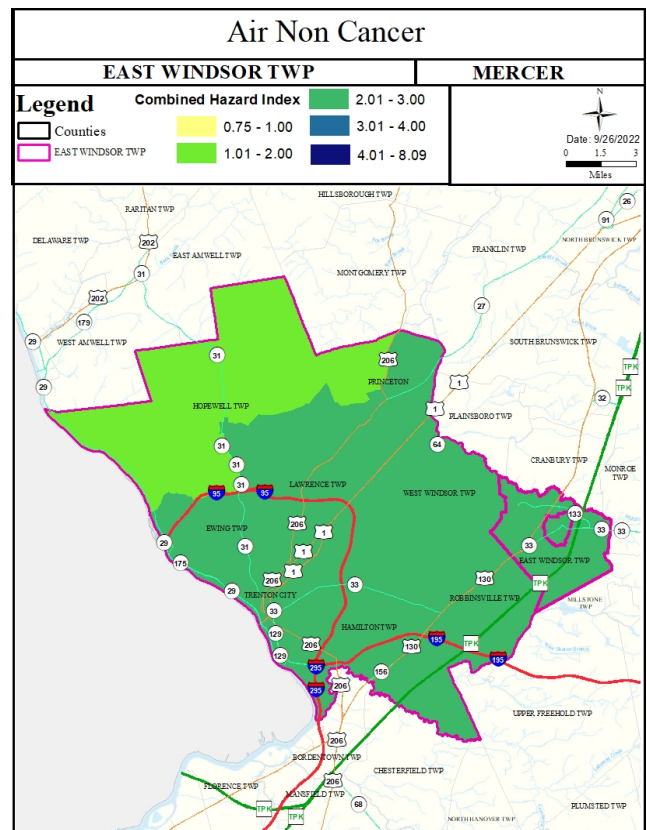 Air Non Cancer
EAST WINDSOR TWP
MERCER
Legend
Counties
EAST WINDSOR TWP
Combined Hazard Index
0.75 - 1.00
1.01 - 2.00
2.01 - 3.00
3.01 - 4.00
4.01 - 8.09
N
Date: 9/26/2022
0 1.5 3
Miles
HILLSBOROUGH TWP
26
RARITAN TWP
91
DELAWARE TWP
202
NORTH BRUNSWICK TWP
EAST AMWELL TWP
FRANKLIN TWP
31
MONTGOMERY TWP
202
27
179
29
WEST AMWELL TWP
SOUTH BRUNSWICK TWP
31
206
TPK
29
PRINCETON
1
TPK
32
HOPEWELL TWP
1
PLAINSBORO TWP
31
64
CRANBURY TWP
31
MONROE
TWP
31
LAWRENCE TWP
95
95
WEST WINDSOR TWP
133
206
EWING TWP
1
33
33
29
31
1
33
EAST WINDSOR TWP
175
1
206
130
TPK
29
33
TRENTON CITY
ROBBINSVILLE TWP
MILLSTONE
TWP
33
HAMILTON TWP
129
195
206
130
TPK
129
195
295
156
206
295
UPPER FREEHOLD TWP
206
BORDENTOWN TWP
CHESTERFIELD TWP
206
FLORENCE TWP
MANSFIELD TWP
68
TPK
PLUMSTED TWP
TPK
NORTH HANOVER TWP